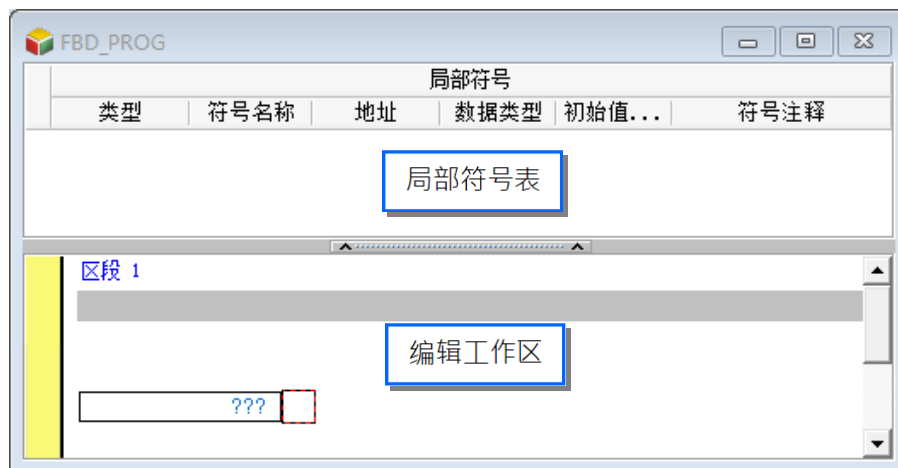 FBD_PROG
局部符号
类型 符号名称 地址 数据类型 初始值... 符号注释
局部符号表
区段 1
编辑工作区
???